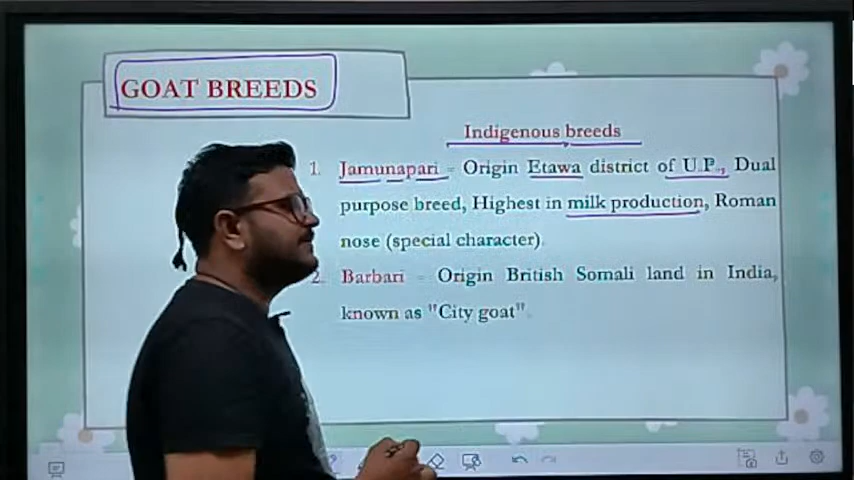 GOAT BREEDS
Indigenous breeds
1. Jamunapari - Origin Etawa district of U.P., Dual
purpose breed, Highest in milk production, Roman
nose (special character)
2. Barbari - Origin British Somali land in India,
known as "City goat"